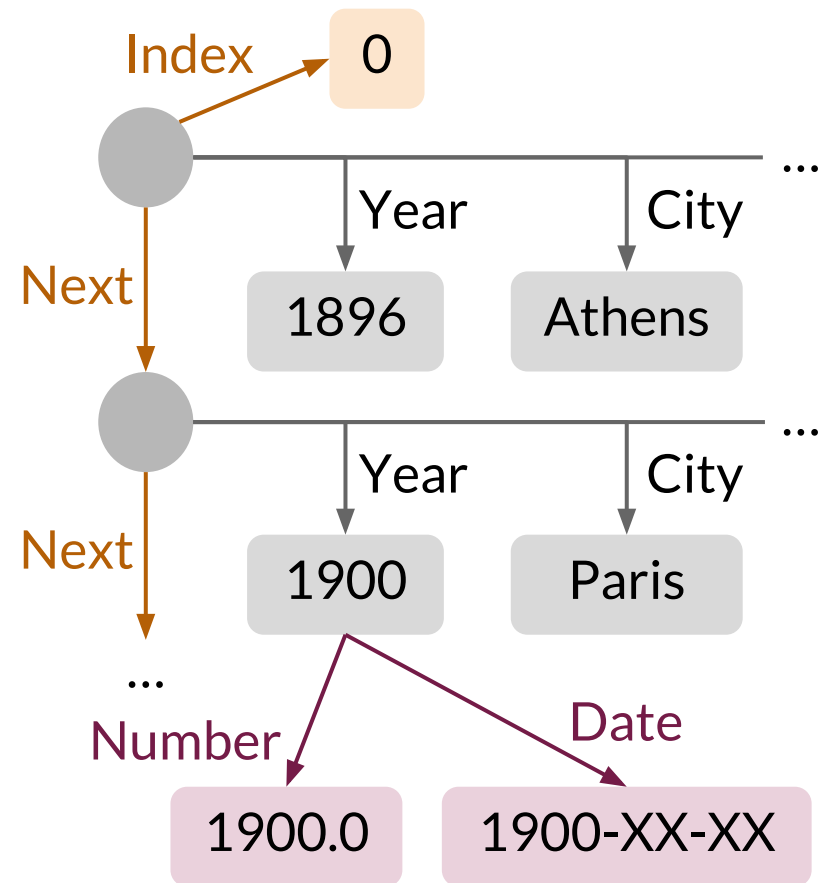 Index
0
...
Year
City
Next
1896
Athens
...
Year
City
Next
1900
Paris
...
Number
Date
1900.0
1900-XX-XX